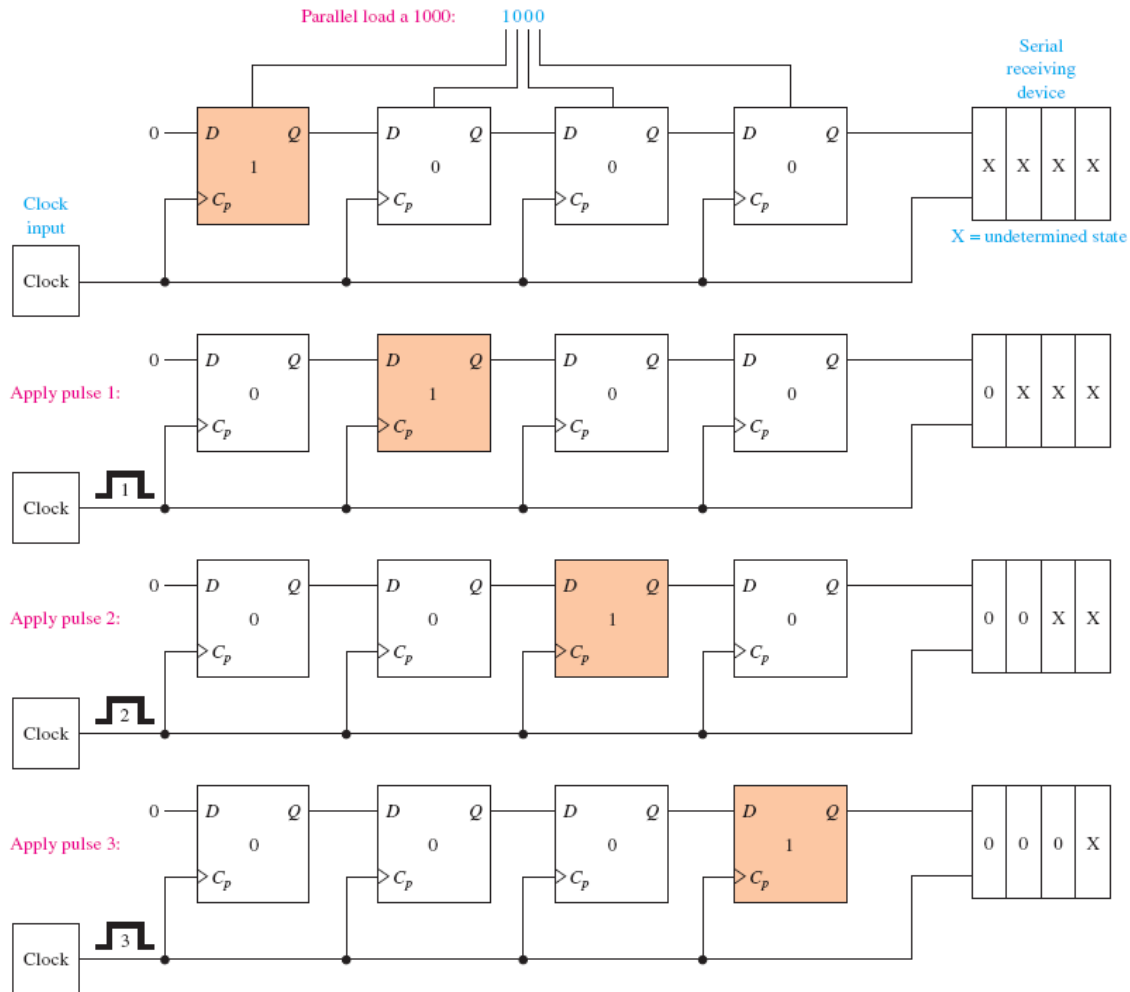 Parallel load a 1000: 1000
Serial
receiving
device
0 D Q D Q D Q D Q
1 0 0 0 X X X X
Cp Cp Cp Cp
Clock
input
X = undetermined state
Clock
0 D Q D Q D Q D Q
Apply pulse 1: 0 1 0 0 0 X X X
Cp Cp Cp Cp
Clock 1
0 D Q D Q D Q D Q
Apply pulse 2: 0 0 1 0 0 0 X X
Cp Cp Cp Cp
Clock 2
0 D Q D Q D Q D Q
Apply pulse 3: 0 0 0 1 0 0 0 X
Cp Cp Cp Cp
Clock 3